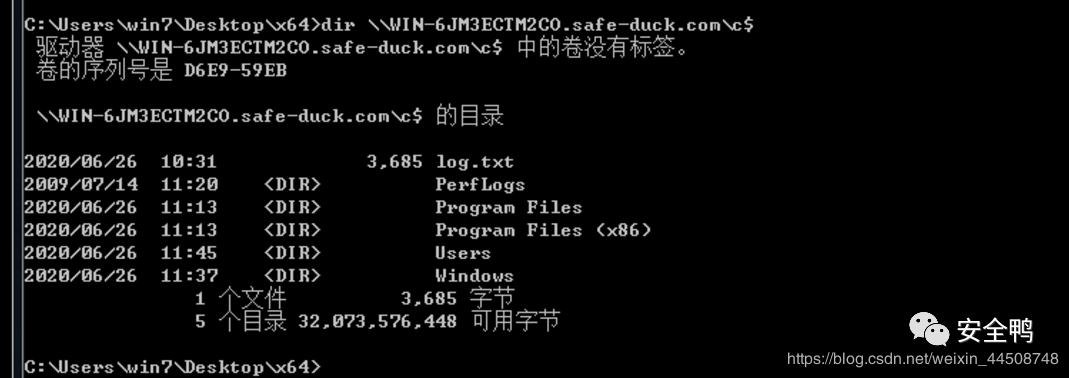 C:\Users\win7\Desktop\x64>dir \\WIN-6JM3ECTM2CO.safe-duck.com\c$
驱动器 \\WIN-6JM3ECTM2CO.safe-duck.com\c$ 中的卷没有标签。
卷的序列号是 D6E9-59EB
\\WIN-6JM3ECTM2CO.safe-duck.com\c$ 的目录
2020/06/26  10:31             3,685 log.txt
2009/07/14  11:20    <DIR>          PerfLogs
2020/06/26  11:13    <DIR>          Program Files
2020/06/26  11:13    <DIR>          Program Files (x86)
2020/06/26  11:45    <DIR>          Users
2020/06/26  11:37    <DIR>          Windows
1 个文件          3,685 字节
5 个目录 32,073,576,448 可用字节
C:\Users\win7\Desktop\x64>
安全鸭
https://blog.csdn.net/weixin_44508748